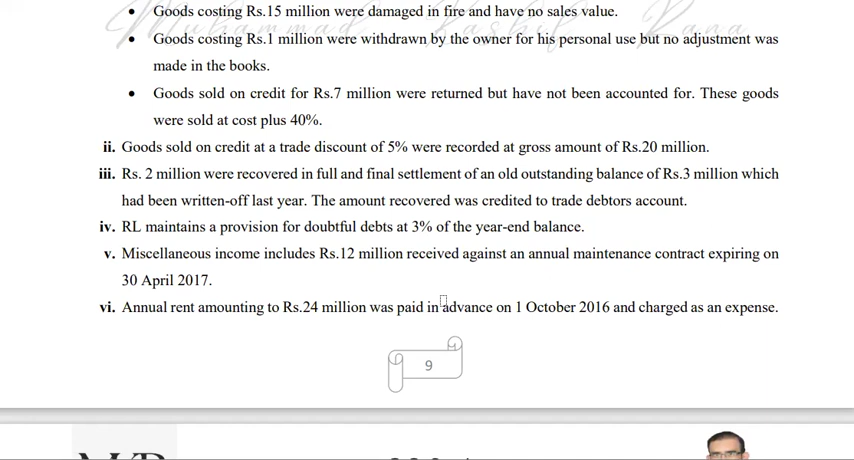 Muhammad Kashif Rana
• Goods costing Rs.15 million were damaged in fire and have no sales value.
• Goods costing Rs.1 million were withdrawn by the owner for his personal use but no adjustment was
made in the books.
• Goods sold on credit for Rs.7 million were returned but have not been accounted for. These goods
were sold at cost plus 40%.
ii. Goods sold on credit at a trade discount of 5% were recorded at gross amount of Rs.20 million.
iii. Rs. 2 million were recovered in full and final settlement of an old outstanding balance of Rs.3 million which
had been written-off last year. The amount recovered was credited to trade debtors account.
iv. RL maintains a provision for doubtful debts at 3% of the year-end balance.
v. Miscellaneous income includes Rs.12 million received against an annual maintenance contract expiring on
30 April 2017.
vi. Annual rent amounting to Rs.24 million was paid in advance on 1 October 2016 and charged as an expense.
9